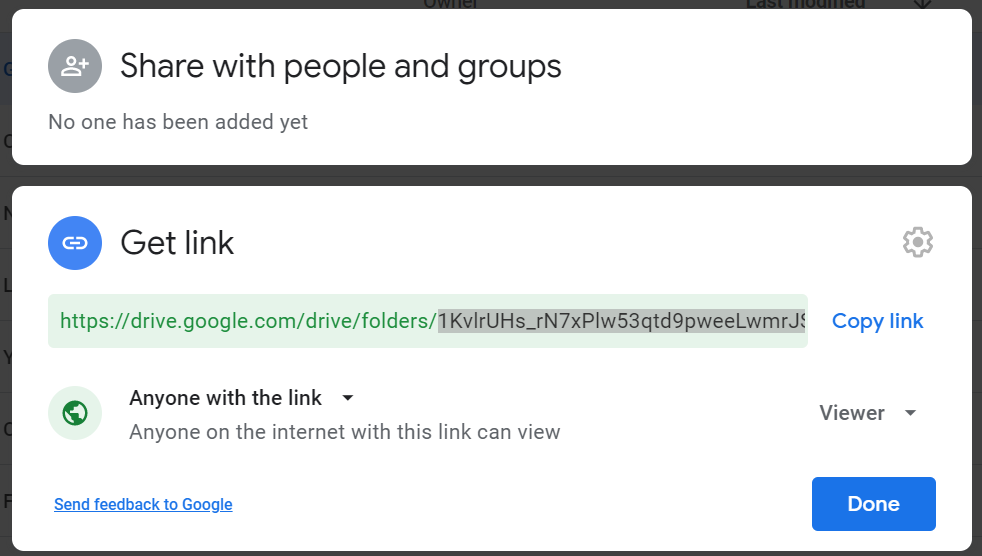 Owner Last modified
Share with people and groups
No one has been added yet
Get link
https://drive.google.com/drive/folders/1KvlrUHs_rN7xPlw53qtd9pweeLwmrJS
Copy link
Anyone with the link
Viewer
Anyone on the internet with this link can view
Send feedback to Google
Done